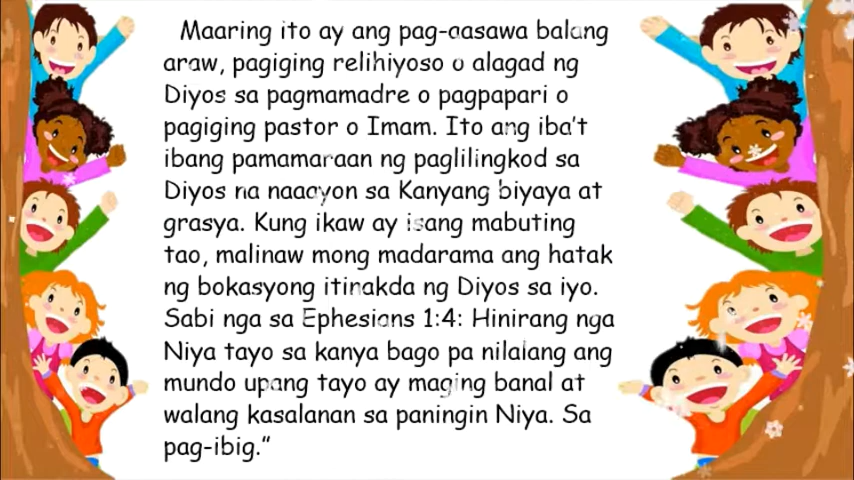 Maaring ito ay ang pag-aasawa balang
araw, pagiging relihiyoso o alagad ng
Diyos sa pagmamadre o pagpapari o
pagiging pastor o Imam. Ito ang iba't
ibang pamamaraan ng paglilingkod sa
Diyos na naaayon sa Kanyang biyaya at
grasya. Kung ikaw ay isang mabuting
tao, malinaw mong madarama ang hatak
ng bokasyong itinakda ng Diyos sa iyo.
Sabi nga sa Ephesians 1:4: Hinirang nga
Niya tayo sa kanya bago pa nilalang ang
mundo upang tayo ay maging banal at
walang kasalanan sa paningin Niya. Sa
pag-ibig.”